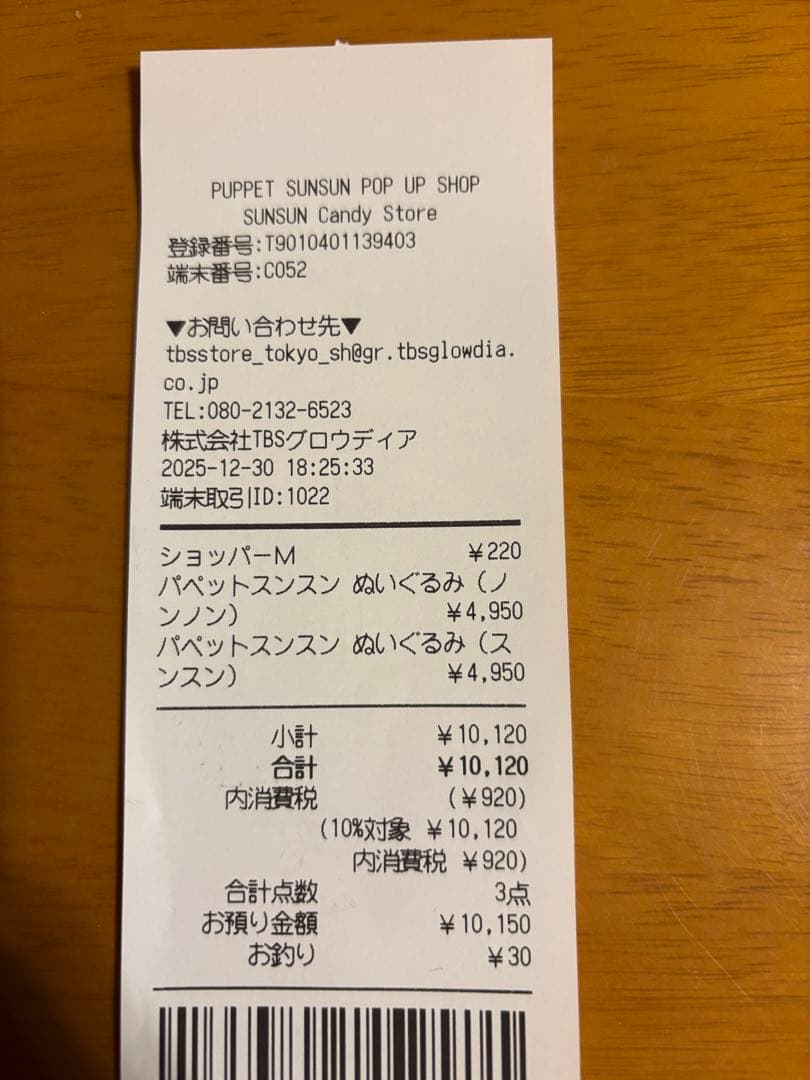 PUPPET SUNSUN POP UP SHOP
SUNSUN Candy Store
登録番号:T9010401139403
端末番号:C052
▼お問い合わせ先▼
tbsstore_tokyo_sh@gr.tbsglowdia.
co.jp
TEL:080-2132-6523
株式会社TBSグロウディア
2025-12-30 18:25:33
端末取引ID:1022
ショッパーM ¥220
パペットスンスン ぬいぐるみ(ノ
ンノン) ¥4,950
パペットスンスン ぬいぐるみ(ス
ンスン) ¥4,950
小計 ¥10,120
合計 ¥10,120
内消費税 (¥920)
(10%対象 ¥10,120
内消費税 ¥920)
合計点数 3点
お預り金額 ¥10,150
お釣り ¥30